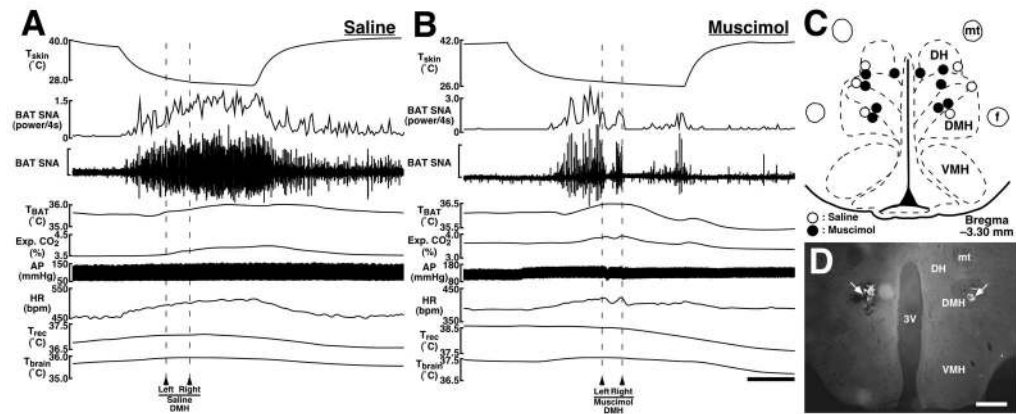 A
Saline
Tskin
(°C)
40.0
28.0
BAT SNA
(power/4s)
1.5
0
BAT SNA
TBAT
(°C)
36.0
35.5
Exp. CO2
(%)
4.5
3.5
AP
(mmHg)
150
50
HR
(bpm)
550
450
Trec
(°C)
37.5
36.5
Tbrain
(°C)
36.0
35.0
Left Right
Saline
DMH
B
Muscimol
Tskin
(°C)
42.0
26.0
BAT SNA
(power/4s)
3.0
0
BAT SNA
TBAT
(°C)
36.5
35.5
Exp. CO2
(%)
4.0
3.0
AP
(mmHg)
180
80
HR
(bpm)
450
350
Trec
(°C)
38.5
37.5
Tbrain
(°C)
36.5
Left Right
Muscimol
DMH
C
mt
DH
f
DMH
VMH
: Saline
: Muscimol
Bregma
–3.30 mm
D
mt
DH
DMH
3V
VMH